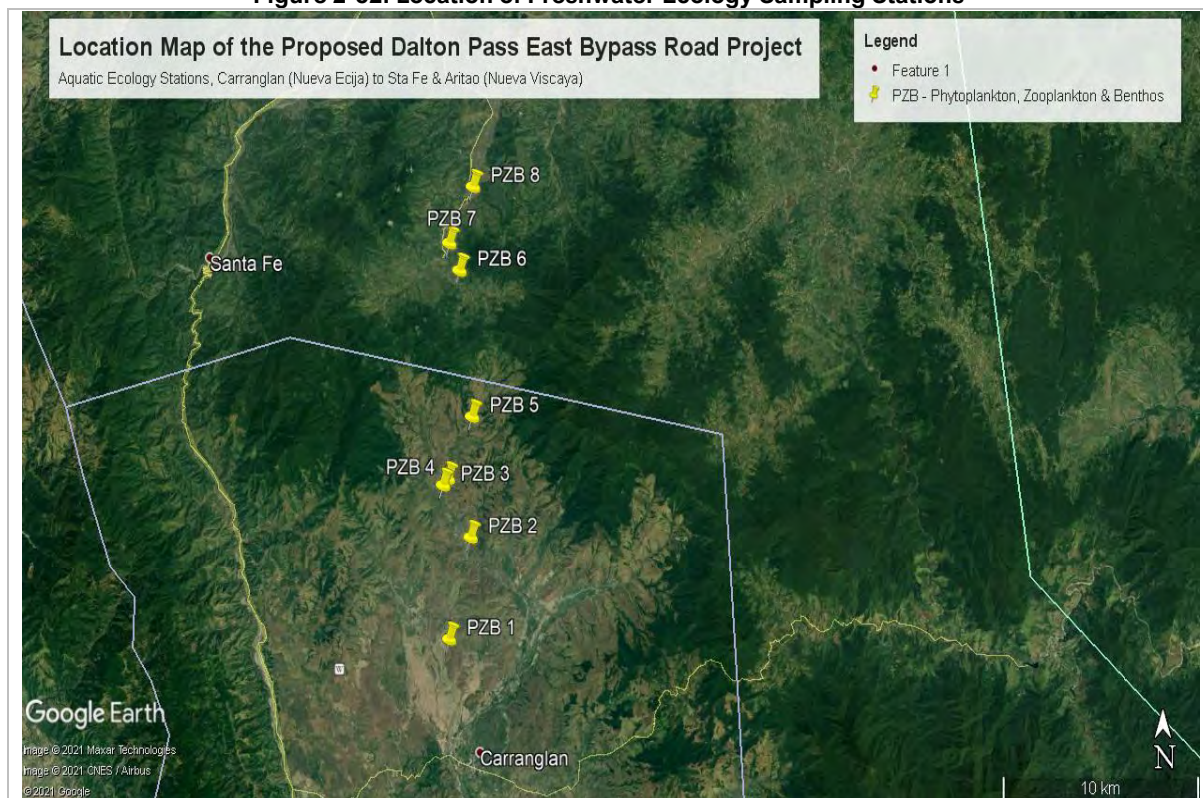 Figure 2-32: Location of Freshwater Ecology Sampling Stations
Location Map of the Proposed Dalton Pass East Bypass Road Project
Aquatic Ecology Stations, Carranglan (Nueva Ecija) to Sta Fe & Aritao (Nueva Viscaya)
Legend
Feature 1
PZB - Phytoplankton, Zooplankton & Benthos
PZB 8
PZB 7
PZB 6
Santa Fe
PZB 5
PZB 4
PZB 3
PZB 2
PZB 1
Carranglan
Google Earth
Image © 2021 Maxar Technologies
Image © 2021 CNES / Airbus
© 2021 Google
N
10 km